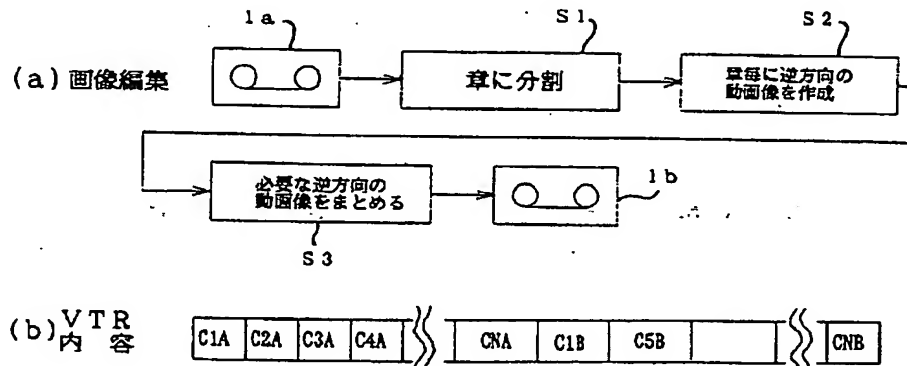 1a
S1
S2
(a) 画像編集
章に分割
章毎に逆方向の
動画像を作成
必要な逆方向の
動画像をまとめる
1b
S3
(b) VTR
内 容
C1A C2A C3A C4A CNA C1B C5B CNB